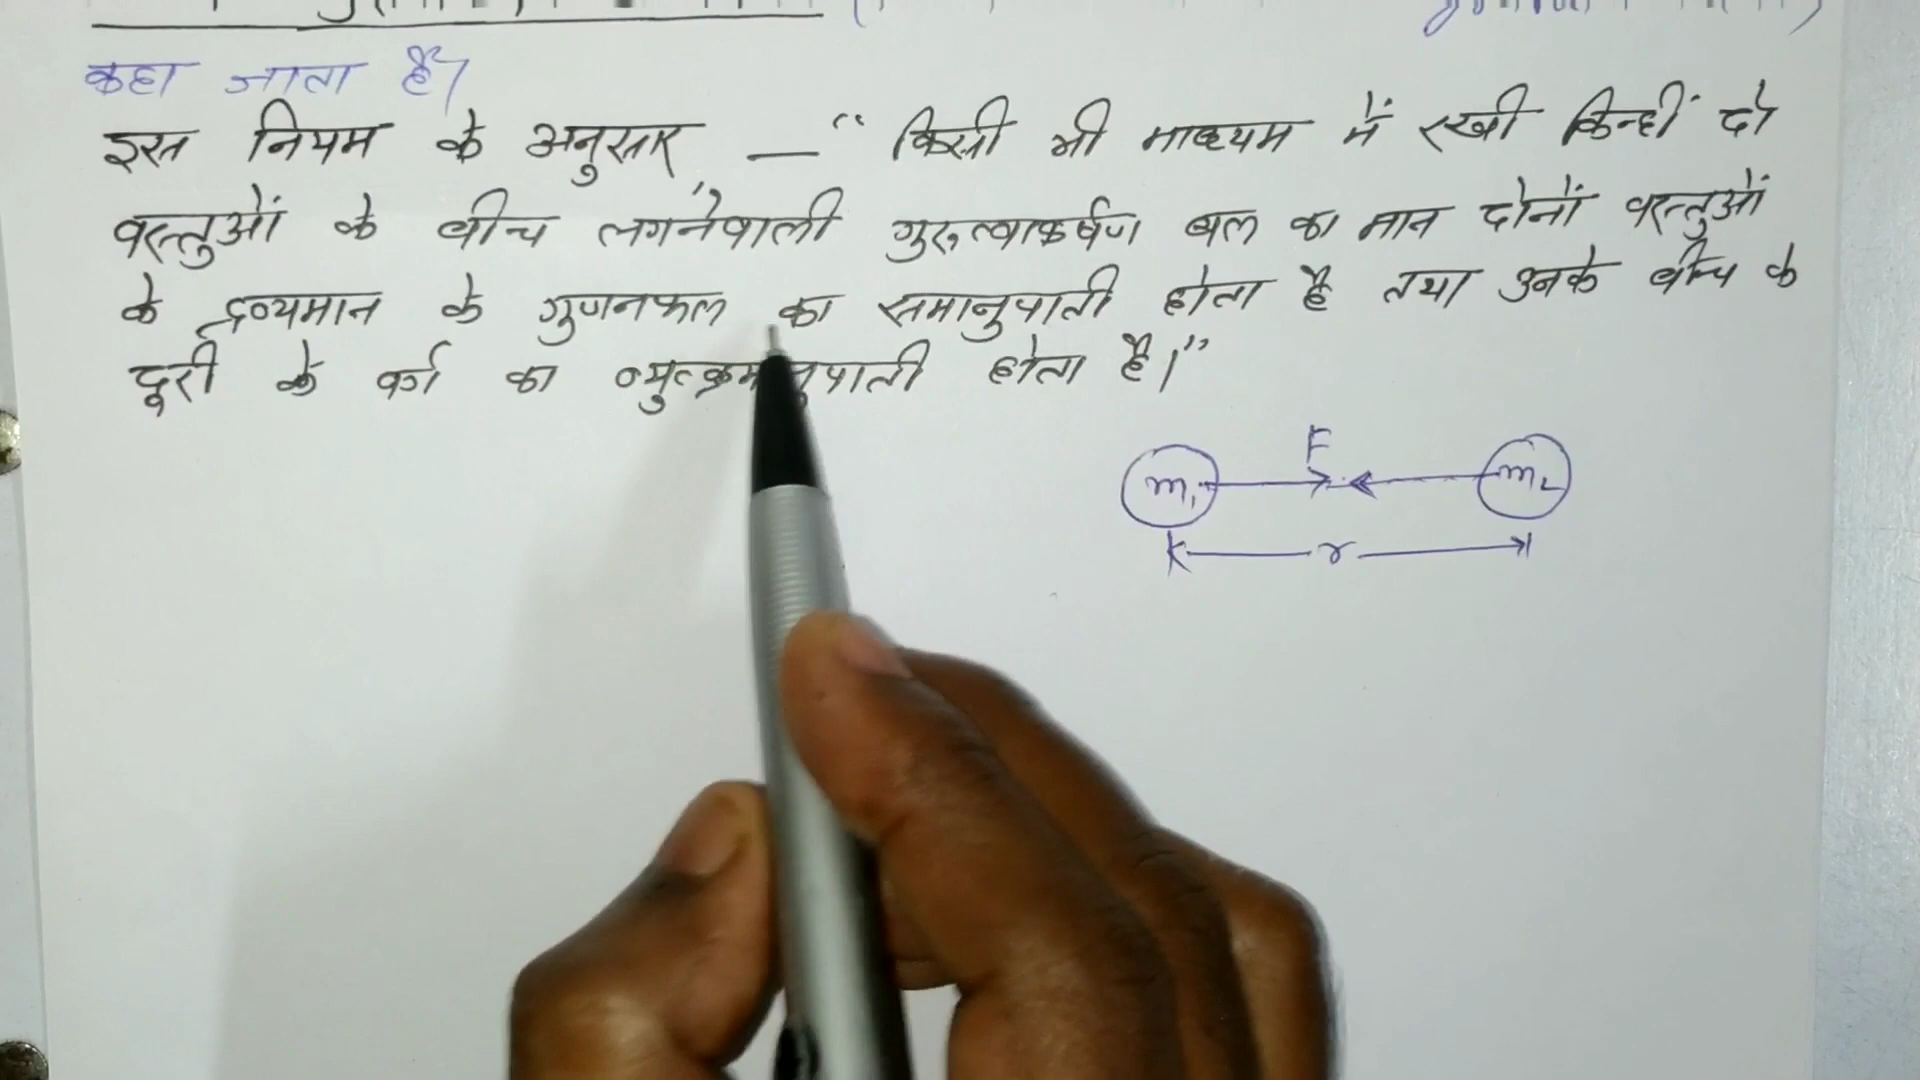 कहा जाता है।
इस नियम के अनुसार — “ किसी भी माध्यम में रखी किन्हीं दो
वस्तुओं के बीच लगनेवाली गुरुत्वाकर्षण बल का मान दोनों वस्तुओं
के द्रव्यमान के गुणनफल का समानुपाती होता है तथा उनके बीच के
दूरी के वर्ग का व्युत्क्रमानुपाती होता है।”
F
m₁ m₂
r